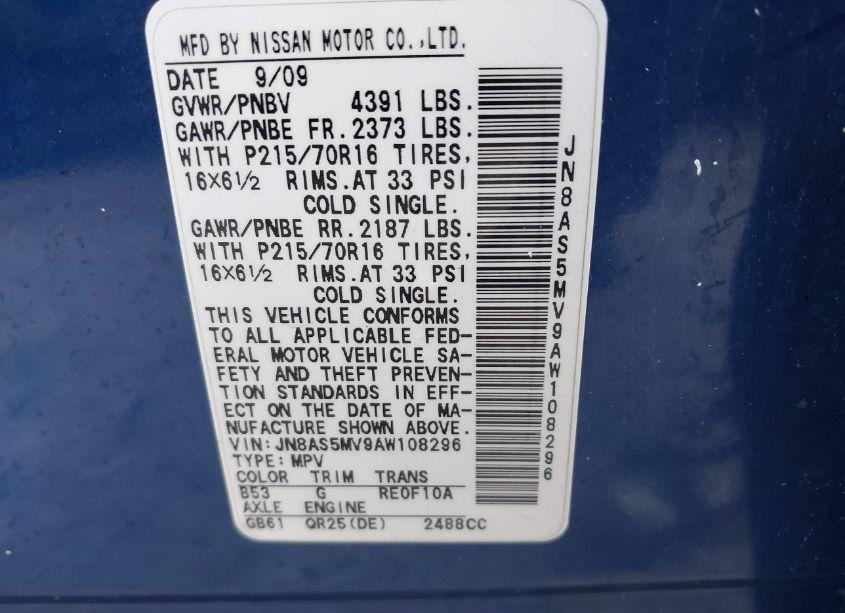 MFD BY NISSAN MOTOR CO.,LTD.
DATE 9/09
GVWR/PNBV 4391 LBS.
GAWR/PNBE FR.2373 LBS.
WITH P215/70R16 TIRES,
16X6½ RIMS.AT 33 PSI
COLD SINGLE.
GAWR/PNBE RR.2187 LBS.
WITH P215/70R16 TIRES,
16X6½ RIMS.AT 33 PSI
COLD SINGLE.
THIS VEHICLE CONFORMS
TO ALL APPLICABLE FED-
ERAL MOTOR VEHICLE SA-
FETY AND THEFT PREVEN-
TION STANDARDS IN EFF-
ECT ON THE DATE OF MA-
NUFACTURE SHOWN ABOVE.
VIN:JN8AS5MV9AW108296
TYPE:MPV
COLOR TRIM TRANS
B53 G RE0F10A
AXLE ENGINE
GB61 QR25(DE) 2488CC
JN8AS5MV9AW108296